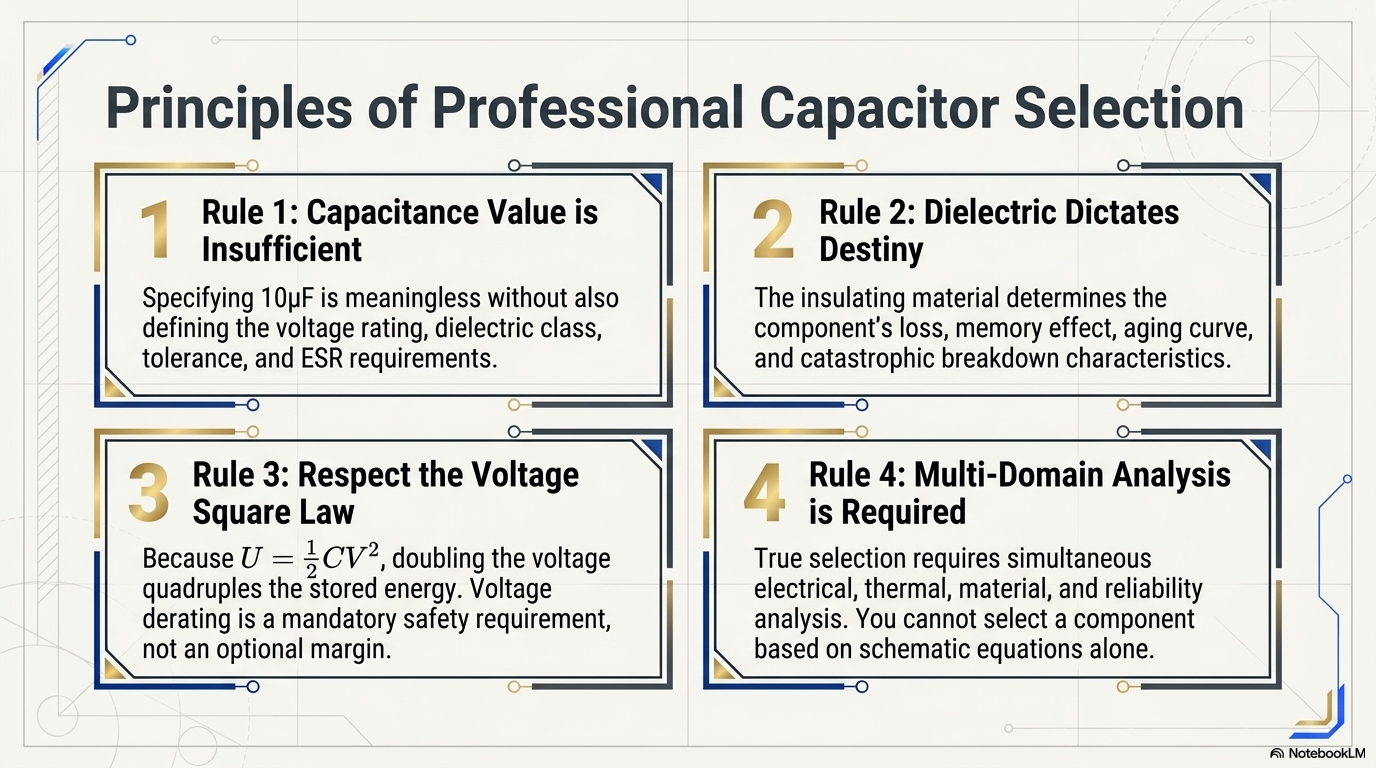 Principles of Professional Capacitor Selection
1
Rule 1: Capacitance Value is
Insufficient
Specifying 10µF is meaningless without also
defining the voltage rating, dielectric class,
tolerance, and ESR requirements.
2
Rule 2: Dielectric Dictates
Destiny
The insulating material determines the
component's loss, memory effect, aging curve,
and catastrophic breakdown characteristics.
3
Rule 3: Respect the Voltage
Square Law
Because U = ½CV², doubling the voltage
quadruples the stored energy. Voltage
derating is a mandatory safety requirement,
not an optional margin.
4
Rule 4: Multi-Domain Analysis
is Required
True selection requires simultaneous
electrical, thermal, material, and reliability
analysis. You cannot select a component
based on schematic equations alone.
NotebookLM